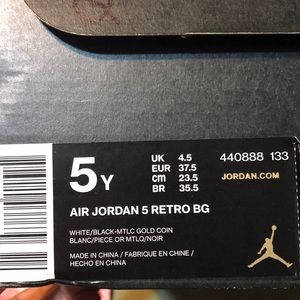 5Y
UK 4.5
EUR 37.5
CM 23.5
BR 35.5
440888 133
JORDAN.COM
AIR JORDAN 5 RETRO BG
WHITE/BLACK-MTLC GOLD COIN
BLANC/PIECE OR MTLQ/NOIR
MADE IN CHINA / FABRIQUE EN CHINE /
HECHO EN CHINA